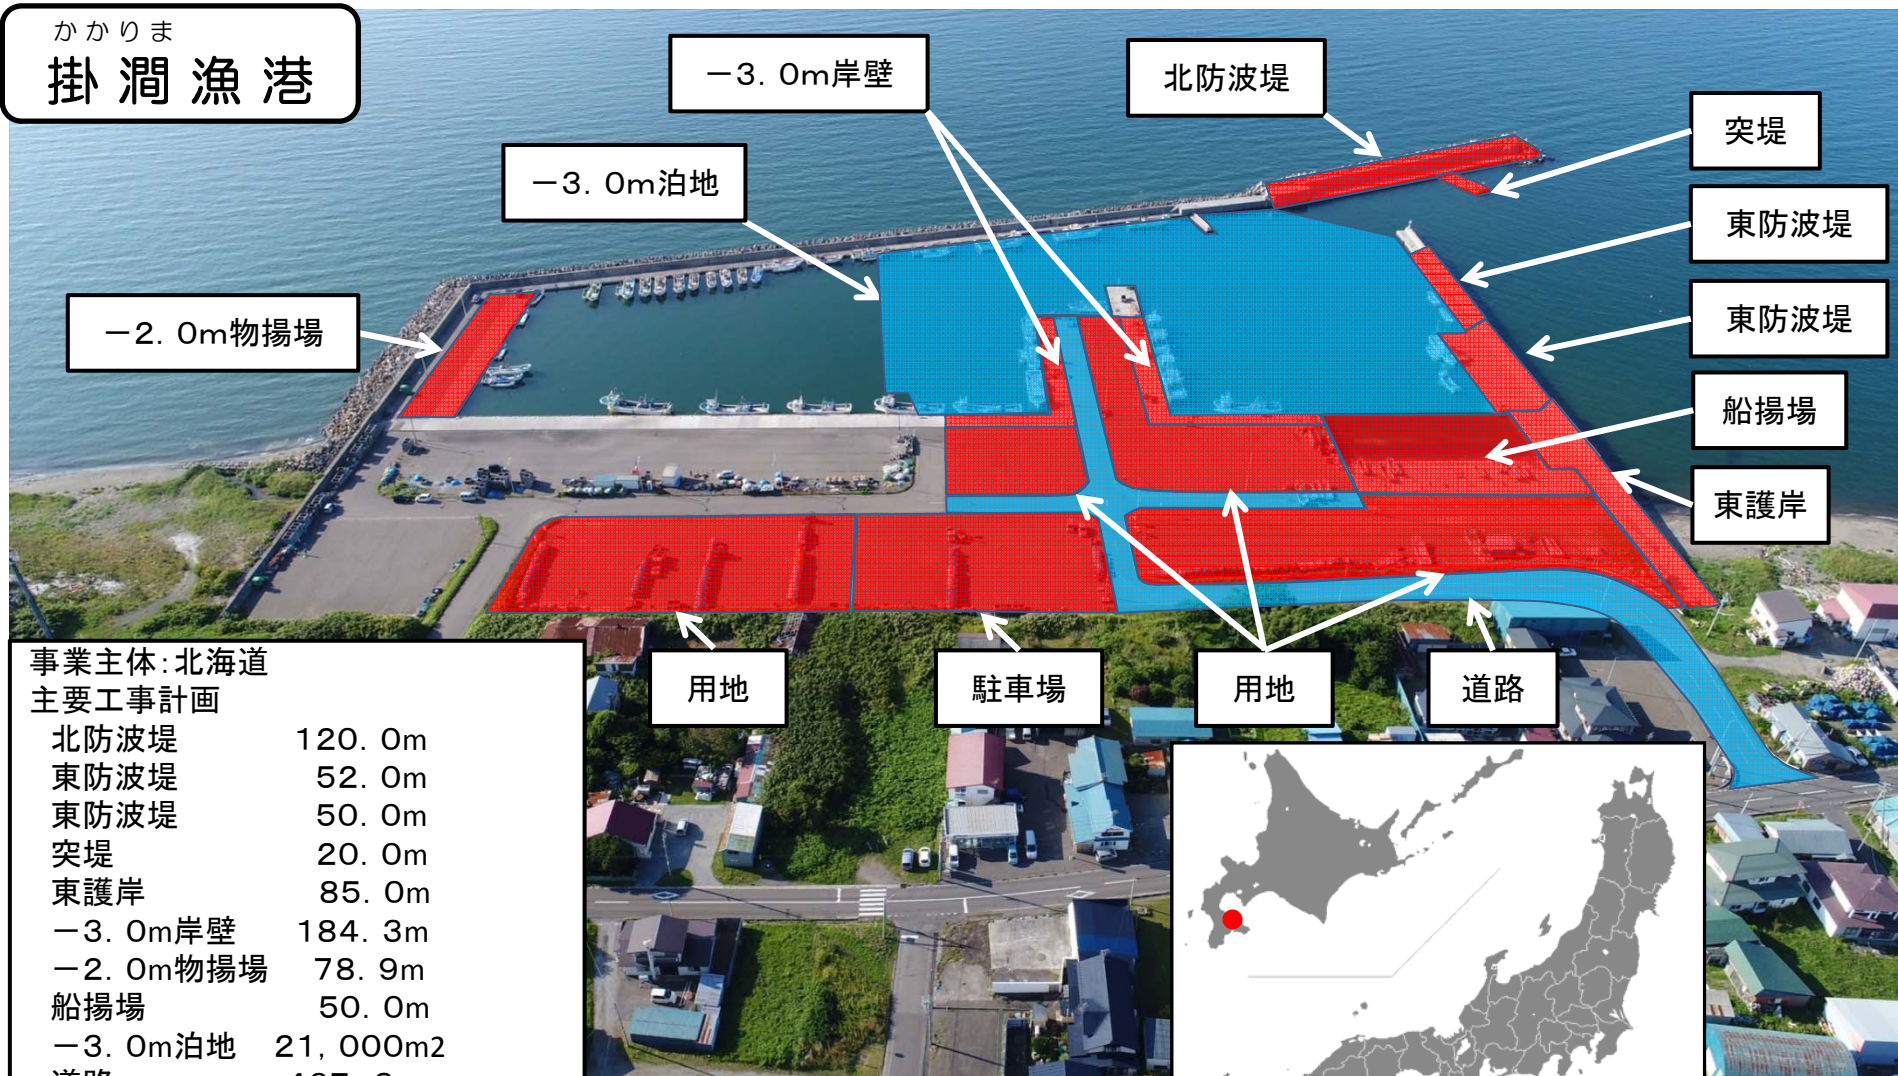 かかりま
掛澗漁港
－3．0m岸壁
北防波堤
突堤
－3．0m泊地
東防波堤
東防波堤
－2．0m物揚場
船揚場
東護岸
用地
駐車場
用地
道路
事業主体：北海道
主要工事計画
北防波堤 120．0m
東防波堤 52．0m
東防波堤 50．0m
突堤 20．0m
東護岸 85．0m
－3．0m岸壁 184．3m
－2．0m物揚場 78．9m
船揚場 50．0m
－3．0m泊地 21，000m2
道路